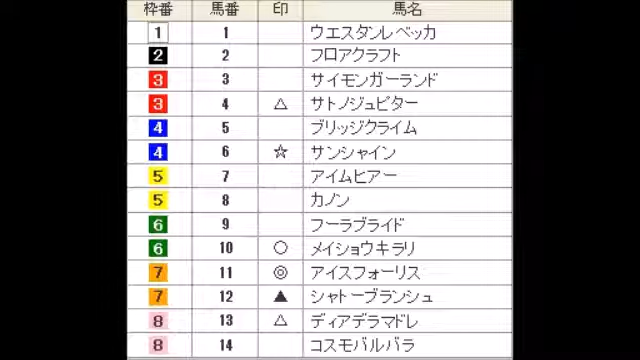 枠番 馬番 印 馬名
1 1 ウエスタンレベッカ
2 2 フロアクラフト
3 3 サイモンガーランド
3 4 △ サトノジュピター
4 5 ブリッジクライム
4 6 ☆ サンシャイン
5 7 アイムヒアー
5 8 カノン
6 9 フーラブライド
6 10 ○ メイショウキラリ
7 11 ◎ アイスフォーリス
7 12 ▲ シャトーブランシュ
8 13 △ ディアデラマドレ
8 14 コスモバルバラ